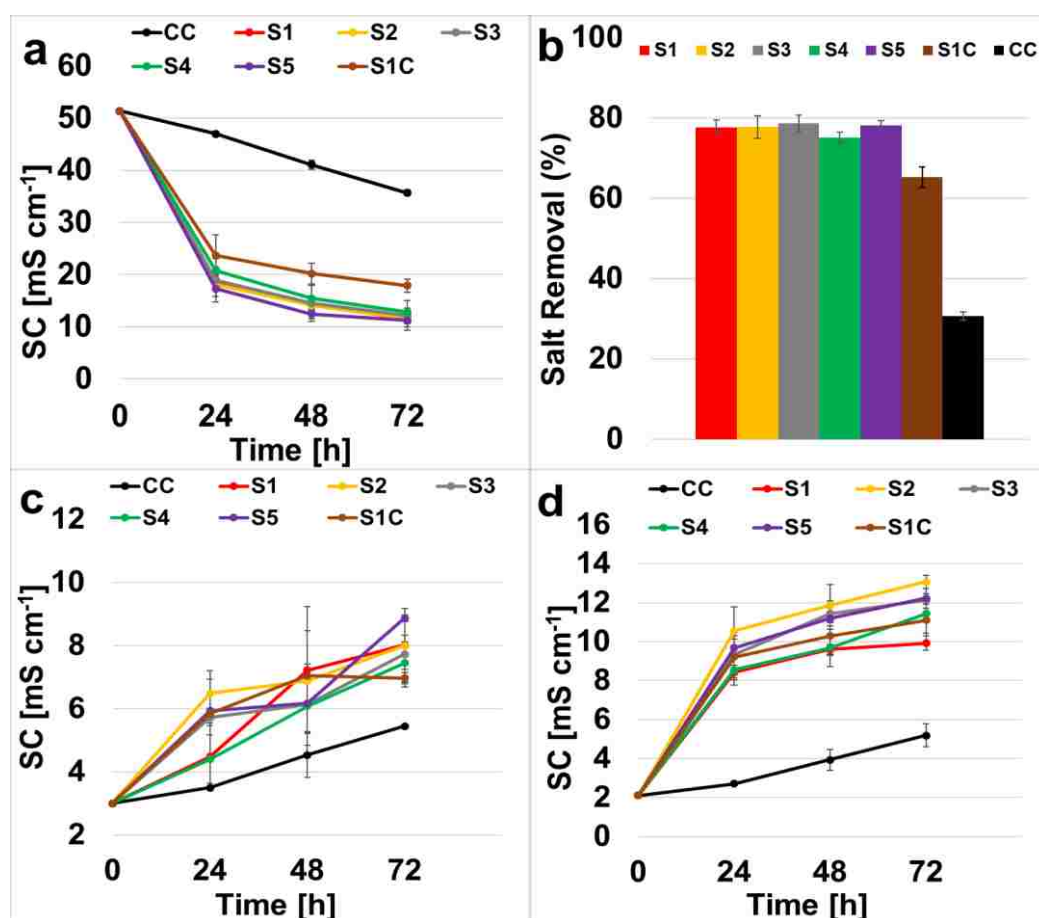 a
CC S1 S2 S3
S4 S5 S1C
60
50
40
30
20
10
0
SC [mS cm⁻¹]
0 24 48 72
Time [h]
b
100
S1 S2 S3 S4 S5 S1C CC
80
60
40
20
0
Salt Removal (%)
c
CC S1 S2 S3
S4 S5 S1C
12
10
8
6
4
2
SC [mS cm⁻¹]
0 24 48 72
Time [h]
d
CC S1 S2 S3
S4 S5 S1C
16
14
12
10
8
6
4
2
0
SC [mS cm⁻¹]
0 24 48 72
Time [h]